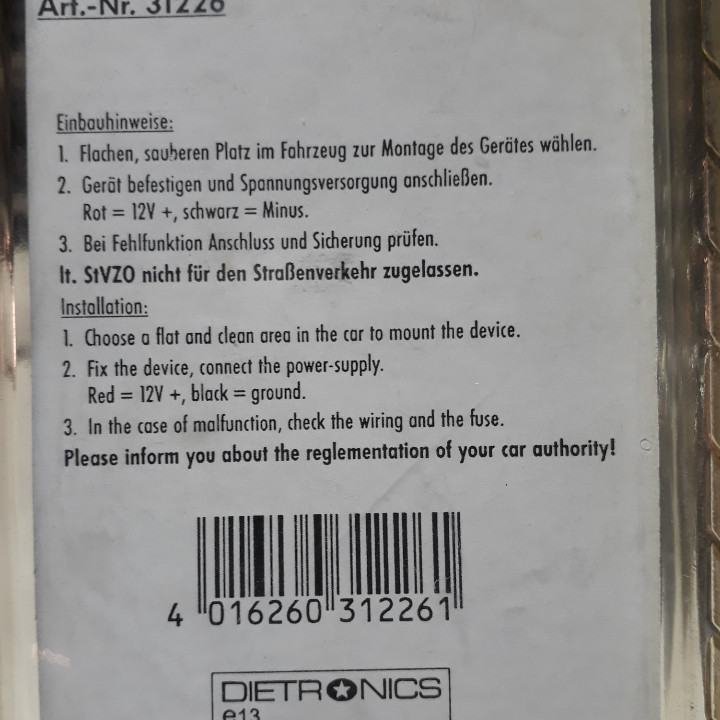 Art.-Nr. 31226
Einbauhinweise:
1. Flachen, sauberen Platz im Fahrzeug zur Montage des Gerätes wählen.
2. Gerät befestigen und Spannungsversorgung anschließen.
Rot = 12V +, schwarz = Minus.
3. Bei Fehlfunktion Anschluss und Sicherung prüfen.
lt. StVZO nicht für den Straßenverkehr zugelassen.
Installation:
1. Choose a flat and clean area in the car to mount the device.
2. Fix the device, connect the power-supply.
Red = 12V +, black = ground.
3. In the case of malfunction, check the wiring and the fuse.
Please inform you about the reglementation of your car authority!
4 016260 312261
DIETRONICS
e13